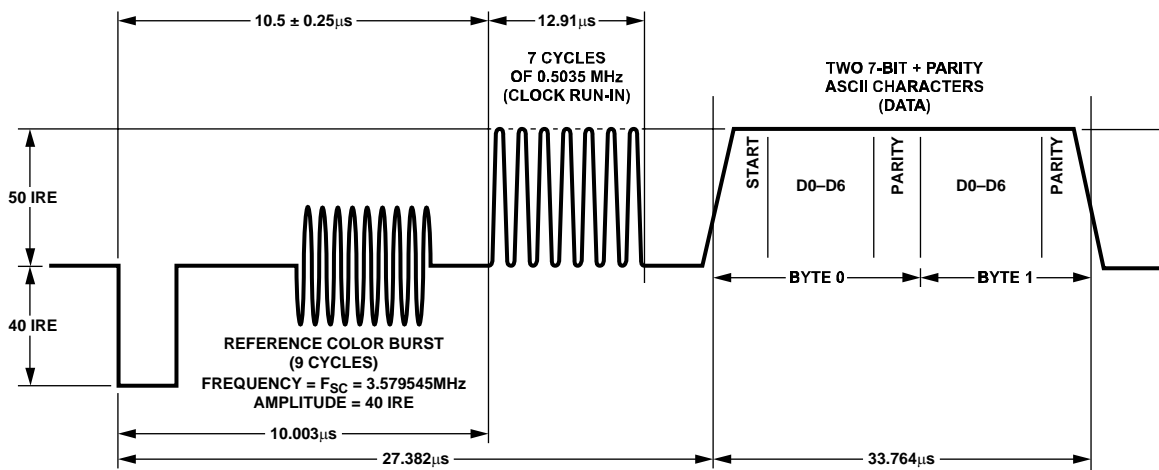 10.5 ± 0.25μs
12.91μs
7 CYCLES
OF 0.5035 MHz
(CLOCK RUN-IN)
TWO 7-BIT + PARITY
ASCII CHARACTERS
(DATA)
50 IRE
40 IRE
START
D0–D6
PARITY
D0–D6
PARITY
BYTE 0
BYTE 1
REFERENCE COLOR BURST
(9 CYCLES)
FREQUENCY = FSC = 3.579545MHz
AMPLITUDE = 40 IRE
10.003μs
27.382μs
33.764μs